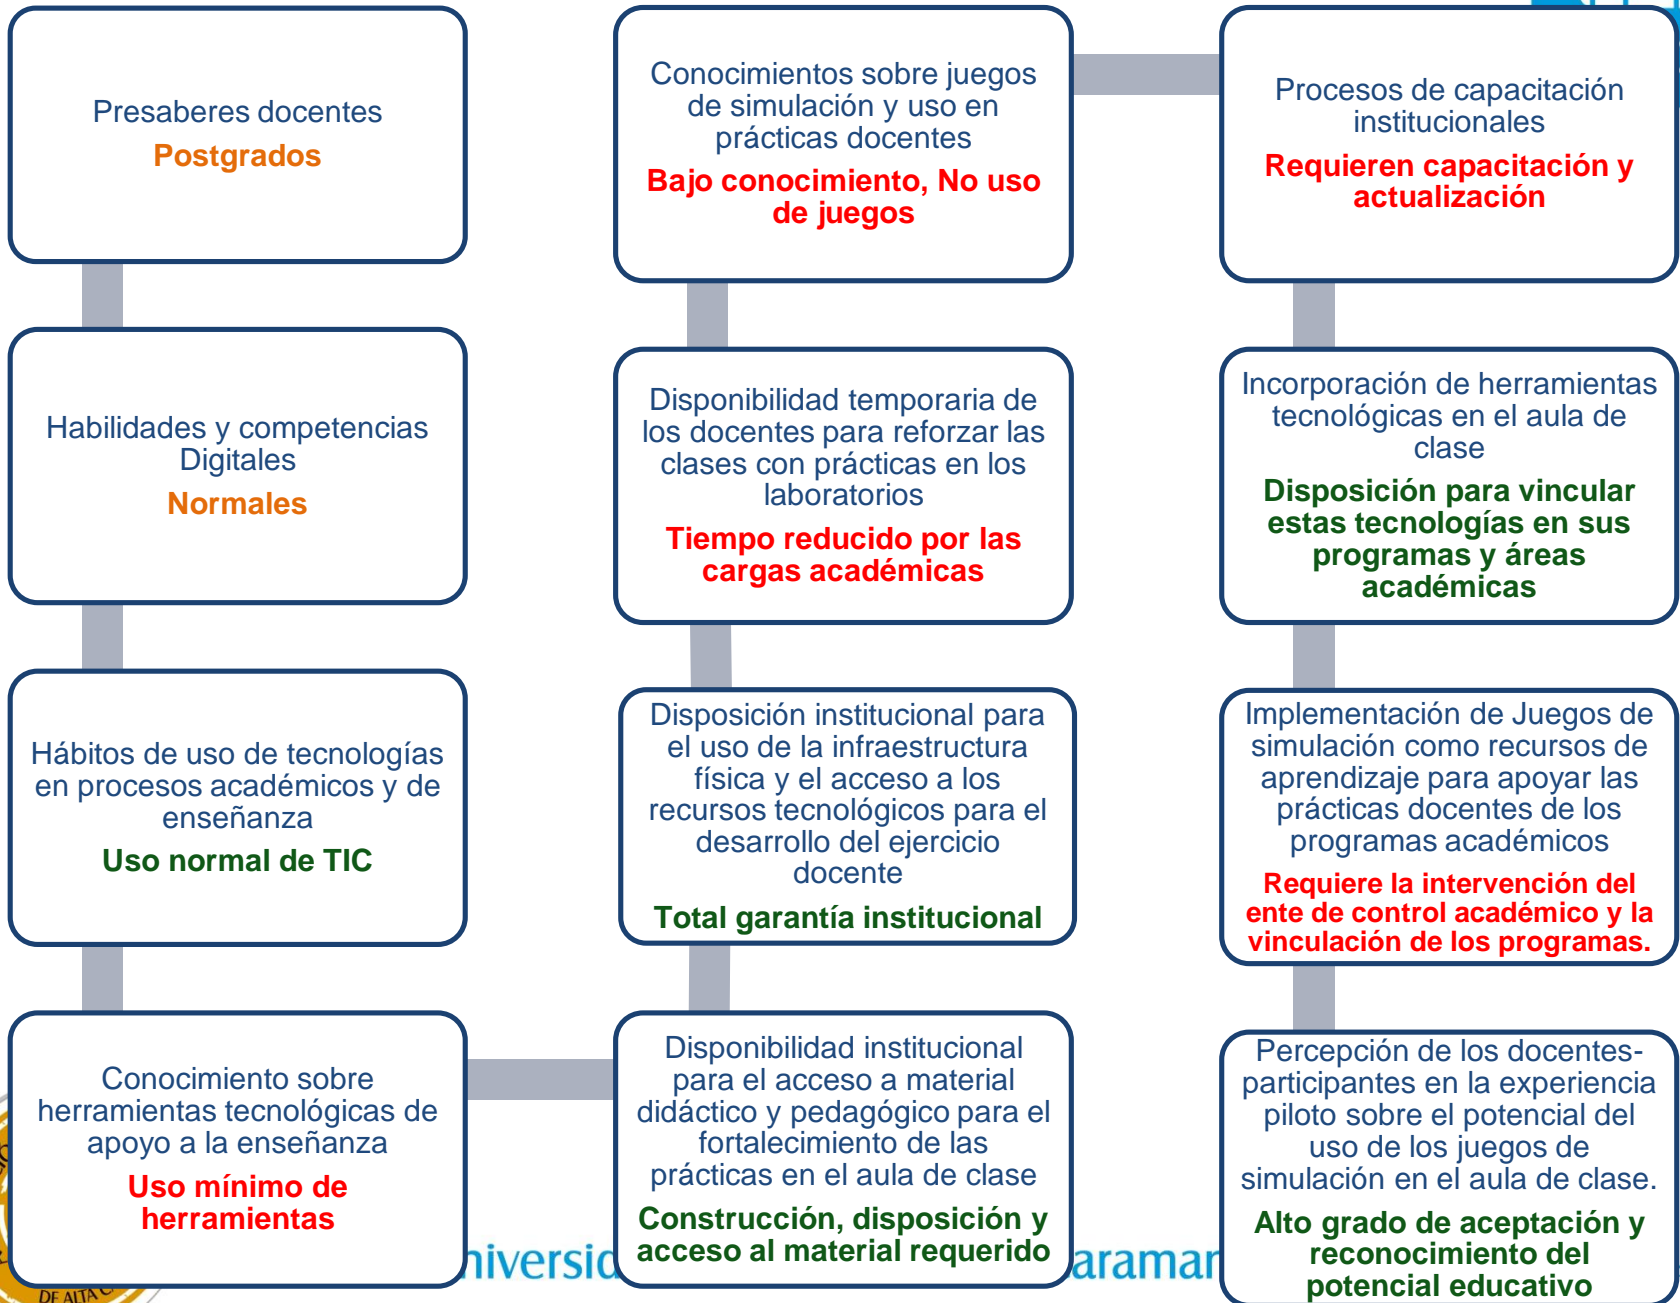 Presaberes docentes
Postgrados
Habilidades y competencias
Digitales
Normales
Hábitos de uso de tecnologías
en procesos académicos y de
enseñanza
Uso normal de TIC
Conocimiento sobre
herramientas tecnológicas de
apoyo a la enseñanza
Uso mínimo de
herramientas
Disponibilidad institucional
para el acceso a material
didáctico y pedagógico para el
fortalecimiento de las
prácticas en el aula de clase
Construcción, disposición y
acceso al material requerido
Disposición institucional para
el uso de la infraestructura
física y el acceso a los
recursos tecnológicos para el
desarrollo del ejercicio
docente
Total garantía institucional
Disponibilidad temporaria de
los docentes para reforzar las
clases con prácticas en los
laboratorios
Tiempo reducido por las
cargas académicas
Conocimientos sobre juegos
de simulación y uso en
prácticas docentes
Bajo conocimiento, No uso
de juegos
Procesos de capacitación
institucionales
Requieren capacitación y
actualización
Incorporación de herramientas
tecnológicas en el aula de
clase
Disposición para vincular
estas tecnologías en sus
programas y áreas
académicas
Implementación de Juegos de
simulación como recursos de
aprendizaje para apoyar las
prácticas docentes de los
programas académicos
Requiere la intervención del
ente de control académico y la
vinculación de los programas.
Percepción de los docentes-
participantes en la experiencia
piloto sobre el potencial del
uso de los juegos de
simulación en el aula de clase.
Alto grado de aceptación y
reconocimiento del
potencial educativo
DE ALTA